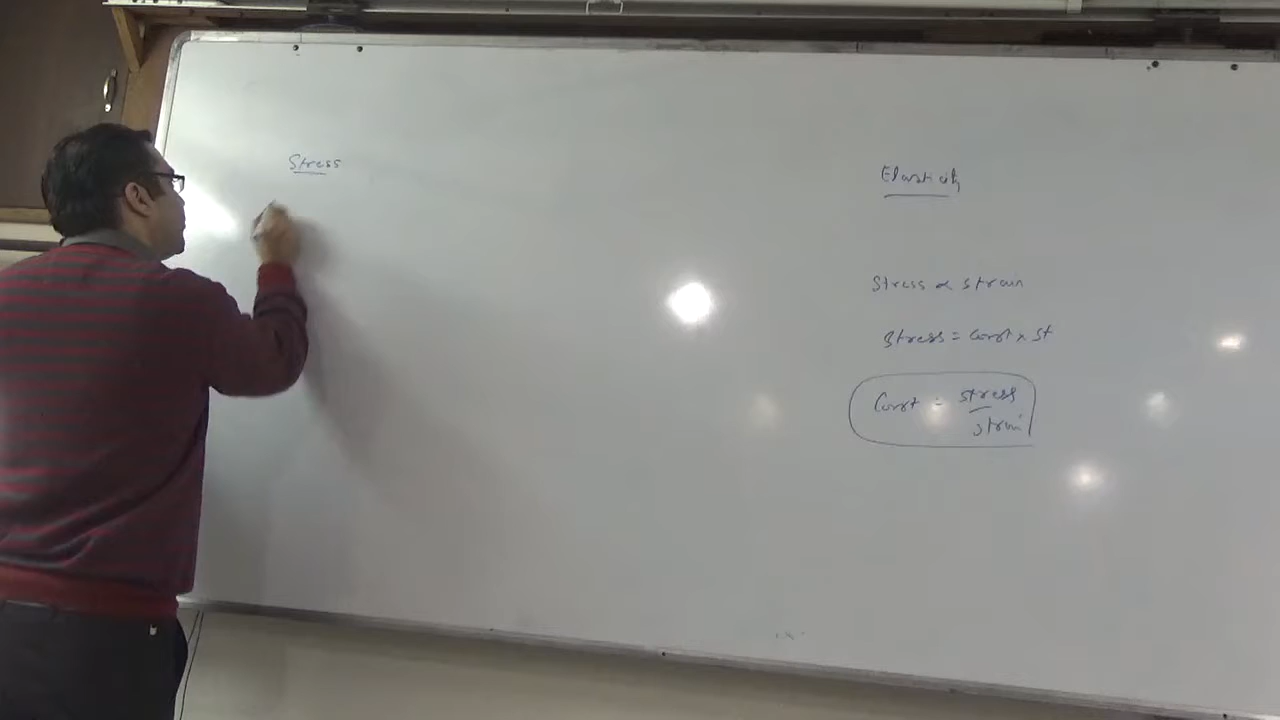 Stress
Elasticity
Stress ∝ strain
Stress = Const × st
Const = stress
strain